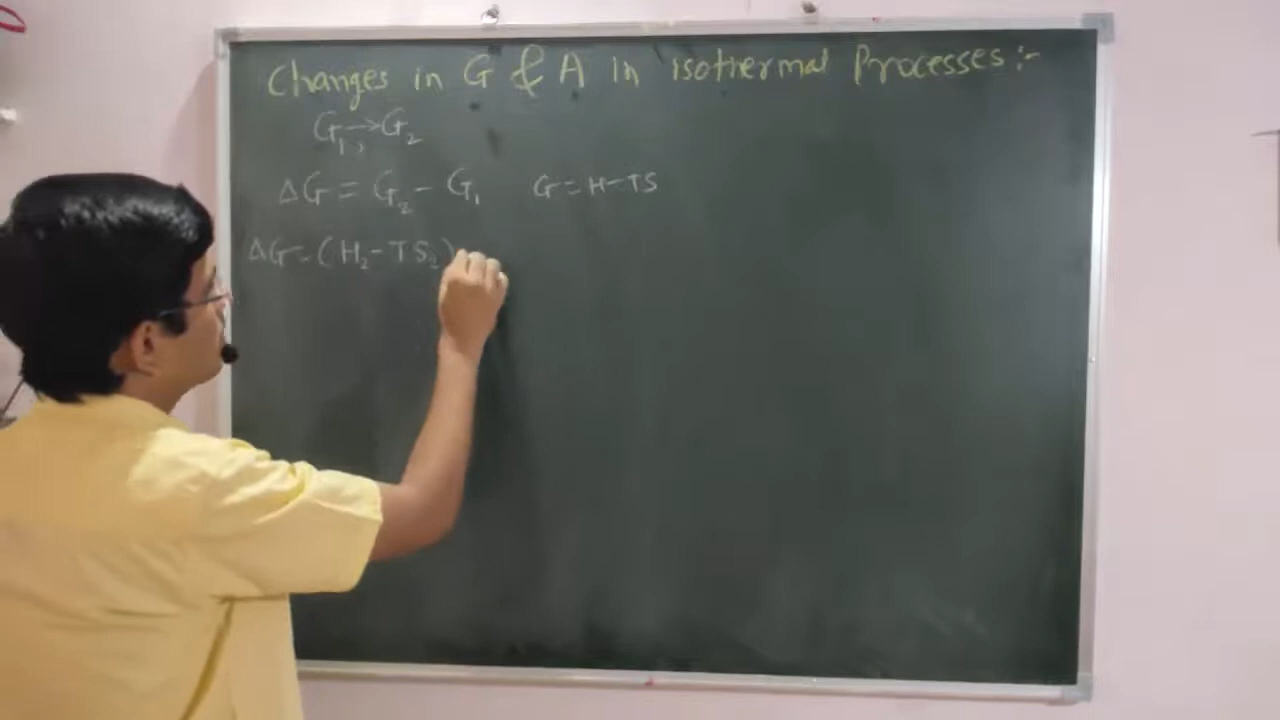 Changes in G & A in isothermal Processes:-
G₁→G₂
ΔG = G₂ - G₁ G = H-TS
ΔG = (H₂ - TS₂)